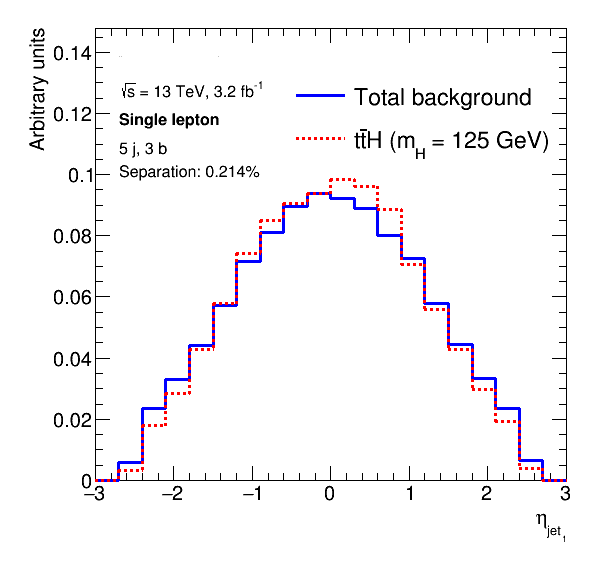 Arbitrary units
0.14
0.12
0.1
0.08
0.06
0.04
0.02
0
√s = 13 TeV, 3.2 fb⁻¹
Single lepton
5 j, 3 b
Separation: 0.214%
Total background
tt̄H (m_H = 125 GeV)
−3 −2 −1 0 1 2 3
η_jet₁